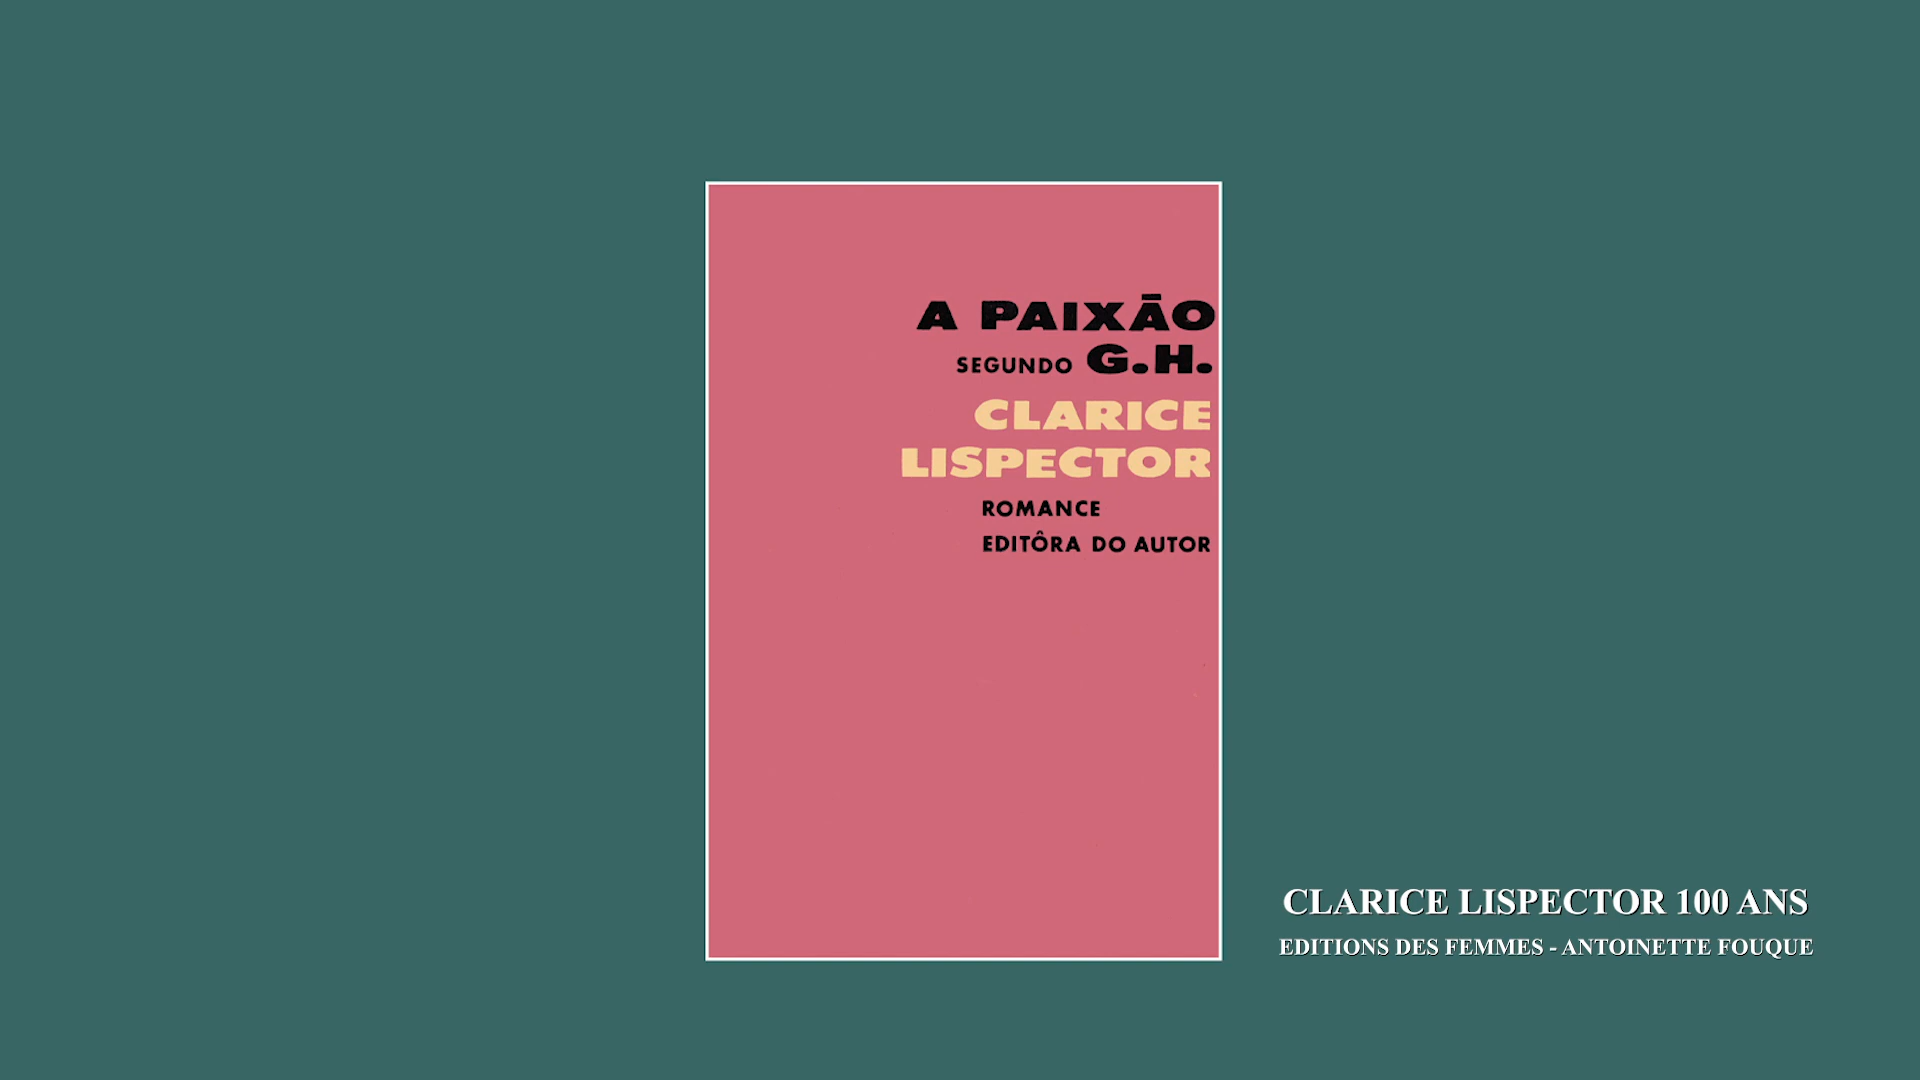 A PAIXÃO
SEGUNDO G.H.
CLARICE
LISPECTOR
ROMANCE
EDITÔRA DO AUTOR
CLARICE LISPECTOR 100 ANS
EDITIONS DES FEMMES - ANTOINETTE FOUQUE